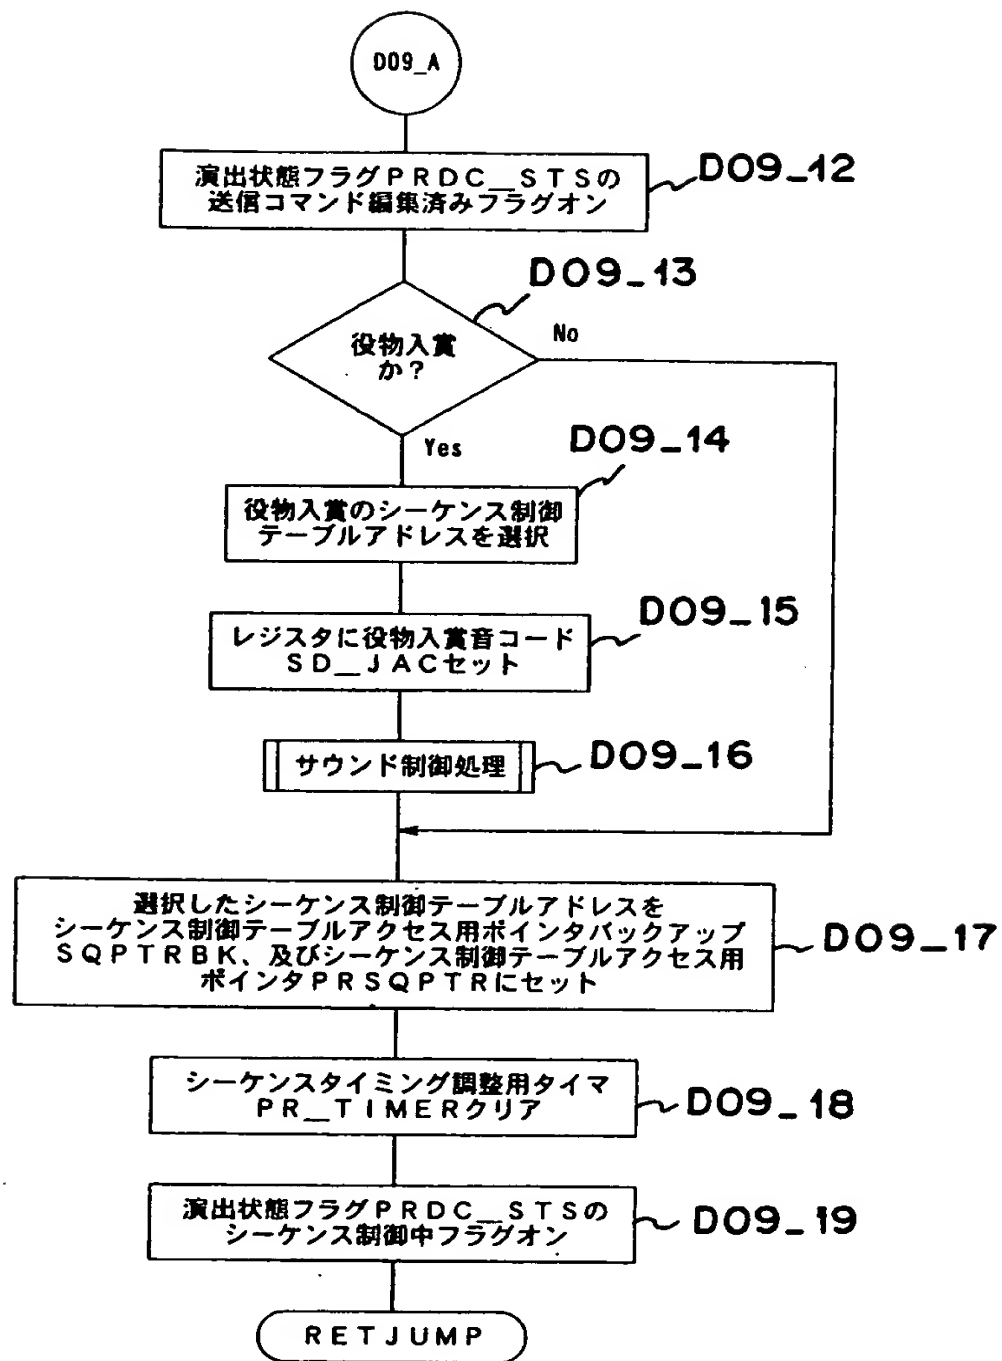 D09_A
演出状態フラグPRDC__STSの
送信コマンド編集済みフラグオン
D09_12
D09_13
役物入賞
か？
No
Yes
D09_14
役物入賞のシーケンス制御
テーブルアドレスを選択
D09_15
レジスタに役物入賞音コード
SD__JACセット
サウンド制御処理
D09_16
選択したシーケンス制御テーブルアドレスを
シーケンス制御テーブルアクセス用ポインタバックアップ
SQPTRBK、及びシーケンス制御テーブルアクセス用
ポインタPRSQPTRにセット
D09_17
シーケンスタイミング調整用タイマ
PR__TIMERクリア
D09_18
演出状態フラグPRDC__STSの
シーケンス制御中フラグオン
D09_19
RETJUMP